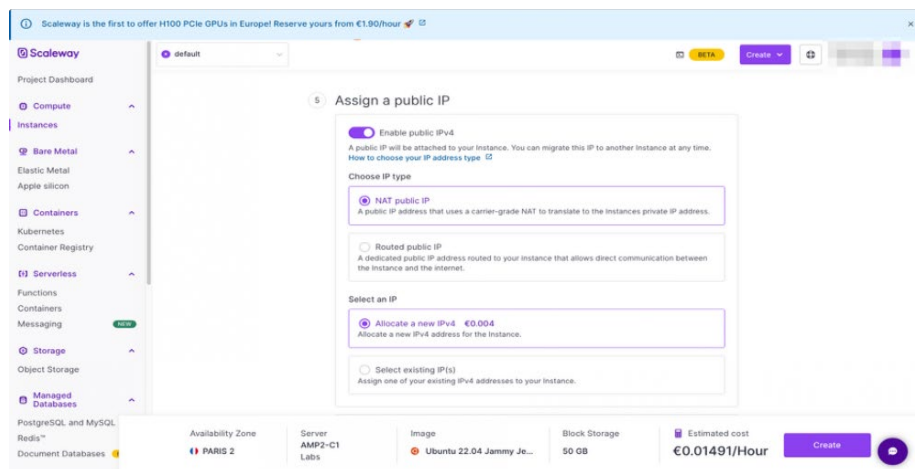 Scaleway is the first to offer H100 PCIe GPUs in Europe! Reserve yours from €1.90/hour 🚀
Scaleway
default
BETA
Create
Project Dashboard
Compute
Instances
Bare Metal
Elastic Metal
Apple silicon
Containers
Kubernetes
Container Registry
Serverless
Functions
Containers
Messaging
NEW
Storage
Object Storage
Managed
Databases
PostgreSQL and MySQL
Redis™
Document Databases
5 Assign a public IP
Enable public IPv4
A public IP will be attached to your Instance. You can migrate this IP to another Instance at any time.
How to choose your IP address type
Choose IP type
NAT public IP
A public IP address that uses a carrier-grade NAT to translate to the Instances private IP address.
Routed public IP
A dedicated public IP address routed to your instance that allows direct communication between
the Instance and the internet.
Select an IP
Allocate a new IPv4 €0.004
Allocate a new IPv4 address for the Instance.
Select existing IP(s)
Assign one of your existing IPv4 addresses to your Instance.
Availability Zone
PARIS 2
Server
AMP2-C1
Labs
Image
Ubuntu 22.04 Jammy Je...
Block Storage
50 GB
Estimated cost
€0.01491/Hour
Create